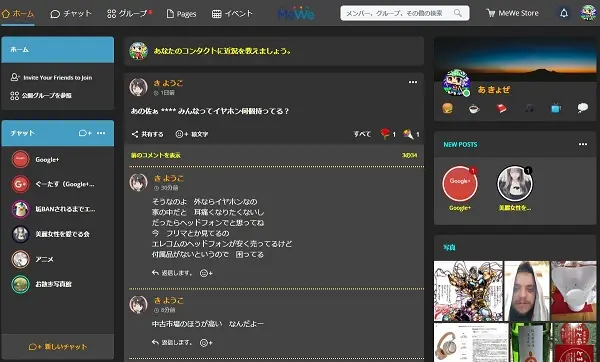 ホーム
チャット
グループ
Pages
イベント
MeWe
メンバー、グループ、その他の検索
MeWe Store
ホーム
Invite Your Friends to Join
公開グループを参照
チャット
Google+
ぐーたす（Google+...
垢BANされるまでエ...
美麗女性を愛でる会
アニメ
お散歩写真館
新しいチャット
あなたのコンタクトに近況を教えましょう。
き ようこ
1日前
あの佐ぁ **** みんなってイヤホン何個持ってる？
共有する
絵文字
すべて
1
1
前のコメントを表示
3の34
き ようこ
30分前
そうなのよ　外ならイヤホンなの
家の中だと　耳痛くなりたくないし
だったらヘッドフォンでと思ってね
今　フリマとか見てるの
エレコムのヘッドフォンが安く売ってるけど
付属品がないというので　困ってる
返信します。
き ようこ
8分前
中古市場のほうが高い　なんだよー
返信します。
あ きょぜ
NEW POSTS
Google+
1
1
Google+
美麗女性を...
写真